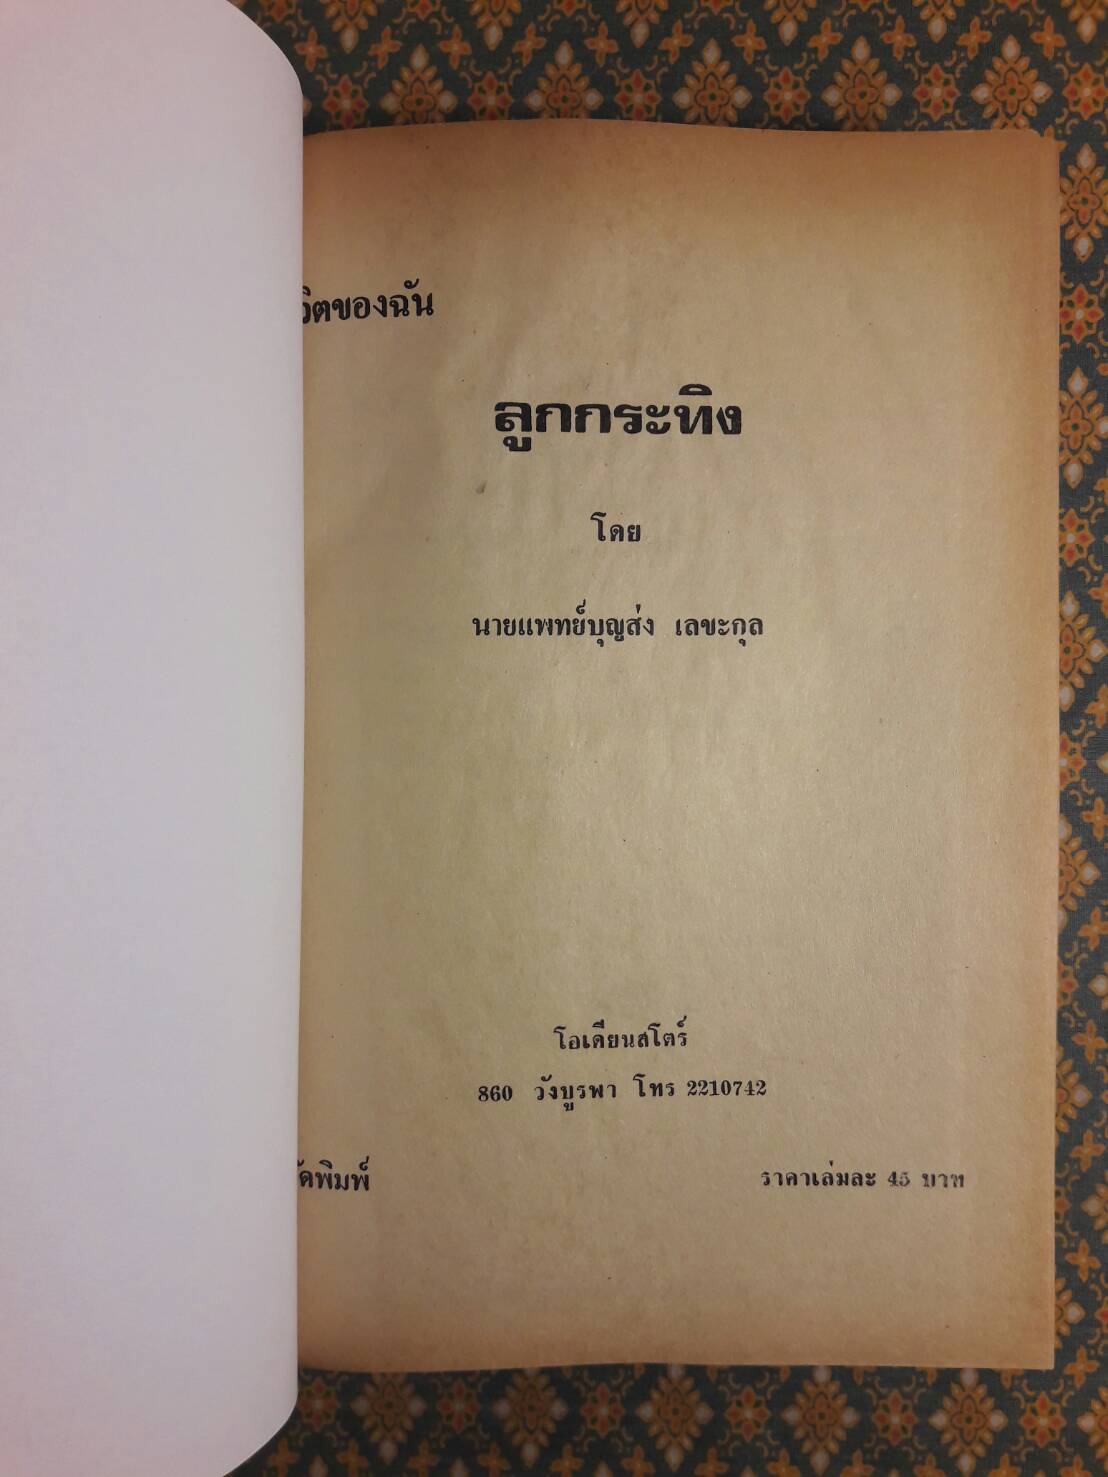 วิตของฉัน
ลูกกระทิง
โดย
นายแพทย์บุญส่ง เลขะกุล
โอเดียนสโตร์
860 วังบูรพา โทร 2210742
ัดพิมพ์ ราคาเล่มละ 45 บาท